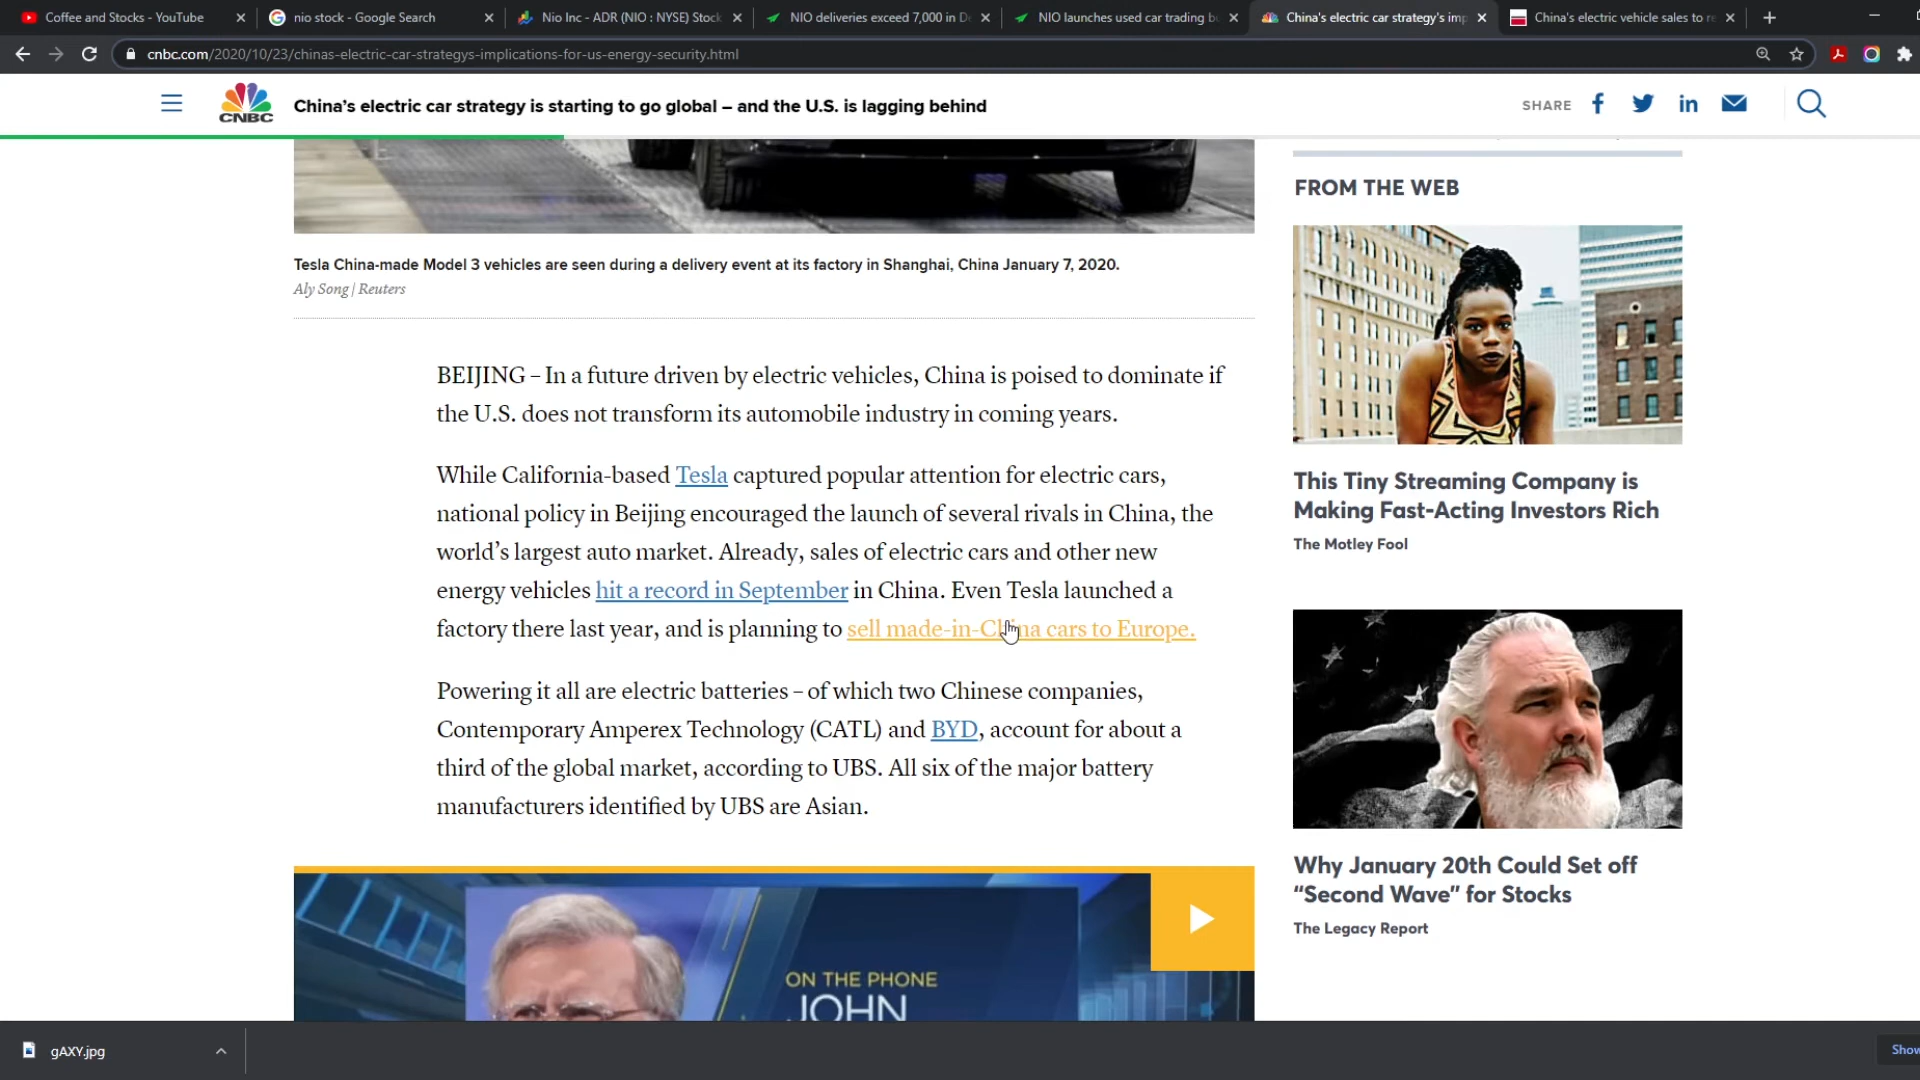 Coffee and Stocks - YouTube
nio stock - Google Search
Nio Inc - ADR (NIO : NYSE) Stock
NIO deliveries exceed 7,000 in De
NIO launches used car trading bu
China's electric car strategy's imp
China's electric vehicle sales to re
cnbc.com/2020/10/23/chinas-electric-car-strategys-implications-for-us-energy-security.html
CNBC
China's electric car strategy is starting to go global – and the U.S. is lagging behind
SHARE
Tesla China-made Model 3 vehicles are seen during a delivery event at its factory in Shanghai, China January 7, 2020.
Aly Song | Reuters
BEIJING – In a future driven by electric vehicles, China is poised to dominate if
the U.S. does not transform its automobile industry in coming years.
While California-based Tesla captured popular attention for electric cars,
national policy in Beijing encouraged the launch of several rivals in China, the
world's largest auto market. Already, sales of electric cars and other new
energy vehicles hit a record in September in China. Even Tesla launched a
factory there last year, and is planning to sell made-in-China cars to Europe.
Powering it all are electric batteries – of which two Chinese companies,
Contemporary Amperex Technology (CATL) and BYD, account for about a
third of the global market, according to UBS. All six of the major battery
manufacturers identified by UBS are Asian.
ON THE PHONE
JOHN
FROM THE WEB
This Tiny Streaming Company is
Making Fast-Acting Investors Rich
The Motley Fool
Why January 20th Could Set off
“Second Wave” for Stocks
The Legacy Report
gAXY.jpg
Show